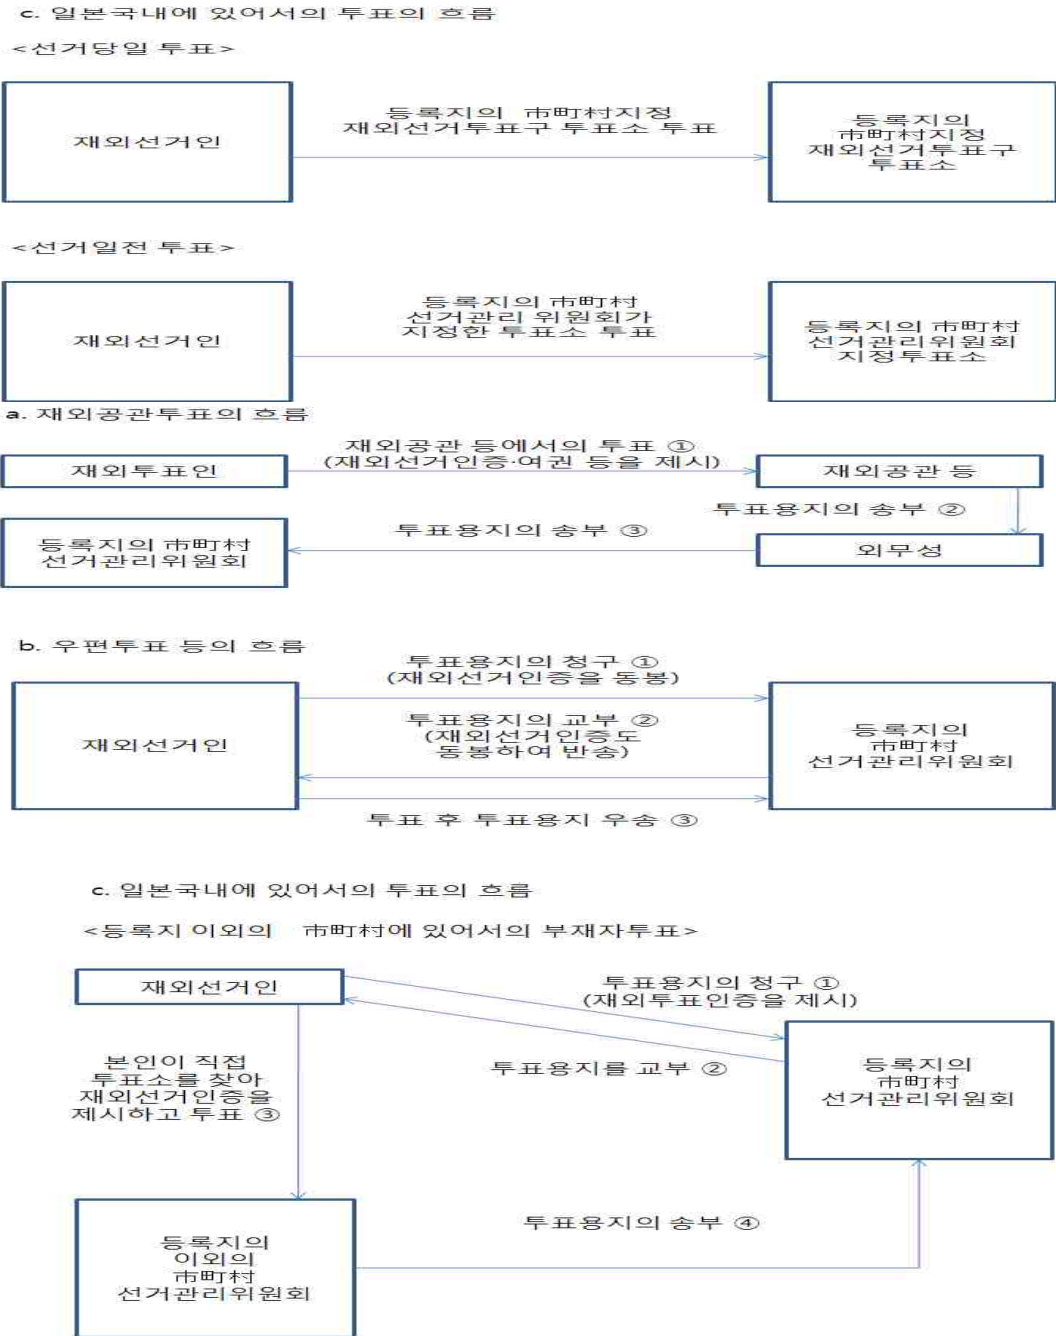 c. 일본국내에 있어서의 투표의 흐름
<선거당일 투표>
재외선거인
등록지의 市町村지정
재외선거투표구 투표소 투표
등록지의
市町村지정
재외선거투표구
투표소
<선거일전 투표>
재외선거인
등록지의 市町村
선거관리 위원회가
지정한 투표소 투표
등록지의 市町村
선거관리위원회
지정투표소
a. 재외공관투표의 흐름
재외투표인
재외공관 등에서의 투표 ①
(재외선거인증·여권 등을 제시)
재외공관 등
투표용지의 송부 ②
등록지의 市町村
선거관리위원회
투표용지의 송부 ③
외무성
b. 우편투표 등의 흐름
재외선거인
투표용지의 청구 ①
(재외선거인증을 동봉)
투표용지의 교부 ②
(재외선거인증도
동봉하여 반송)
투표 후 투표용지 우송 ③
등록지의
市町村
선거관리위원회
c. 일본국내에 있어서의 투표의 흐름
<등록지 이외의 市町村에 있어서의 부재자투표>
재외선거인
투표용지의 청구 ①
(재외투표인증을 제시)
투표용지를 교부 ②
등록지의
市町村
선거관리위원회
본인이 직접
투표소를 찾아
재외선거인증을
제시하고 투표 ③
등록지의
이외의
市町村
선거관리위원회
투표용지의 송부 ④